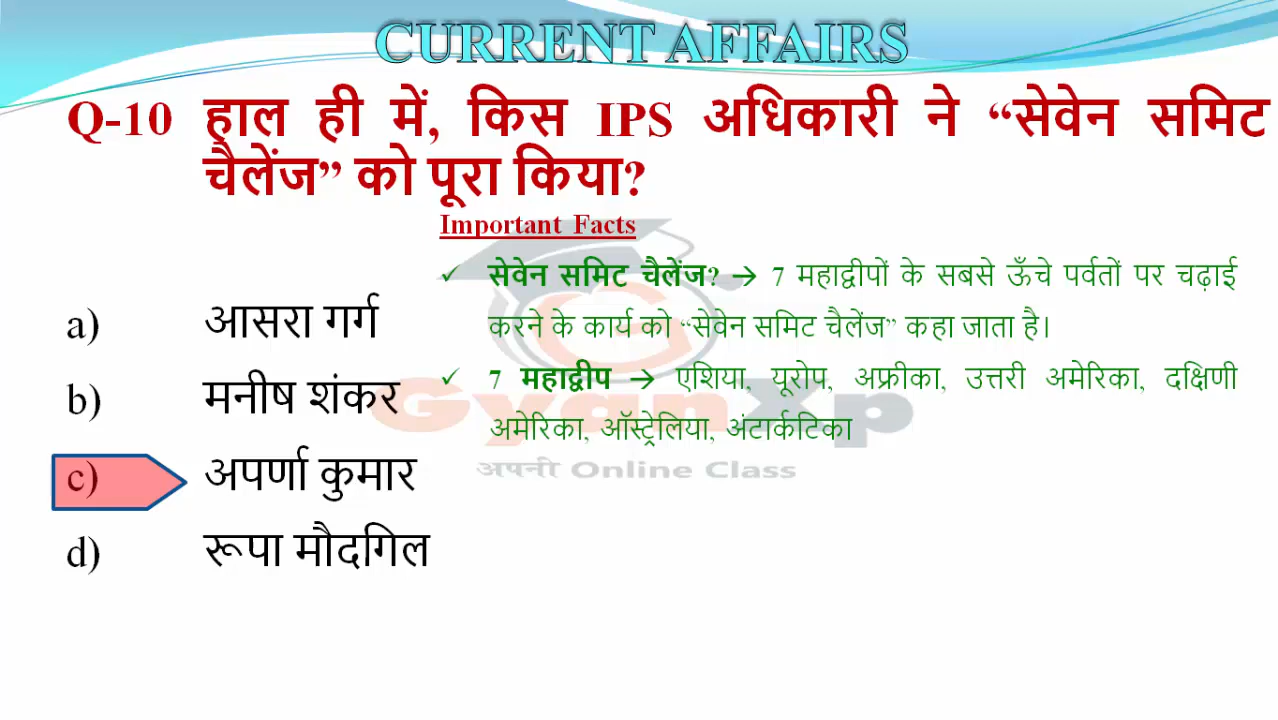 CURRENT AFFAIRS
Q-10 हाल ही में, किस IPS अधिकारी ने “सेवेन समिट
चैलेंज” को पूरा किया?
Important Facts
✓ सेवेन समिट चैलेंज? → 7 महाद्वीपों के सबसे ऊँचे पर्वतों पर चढ़ाई
करने के कार्य को “सेवेन समिट चैलेंज” कहा जाता है।
✓ 7 महाद्वीप → एशिया, यूरोप, अफ्रीका, उत्तरी अमेरिका, दक्षिणी
अमेरिका, ऑस्ट्रेलिया, अंटार्कटिका
a) आसरा गर्ग
b) मनीष शंकर
c) अपर्णा कुमार
d) रूपा मौदगिल
GyanXp
अपनी Online Class